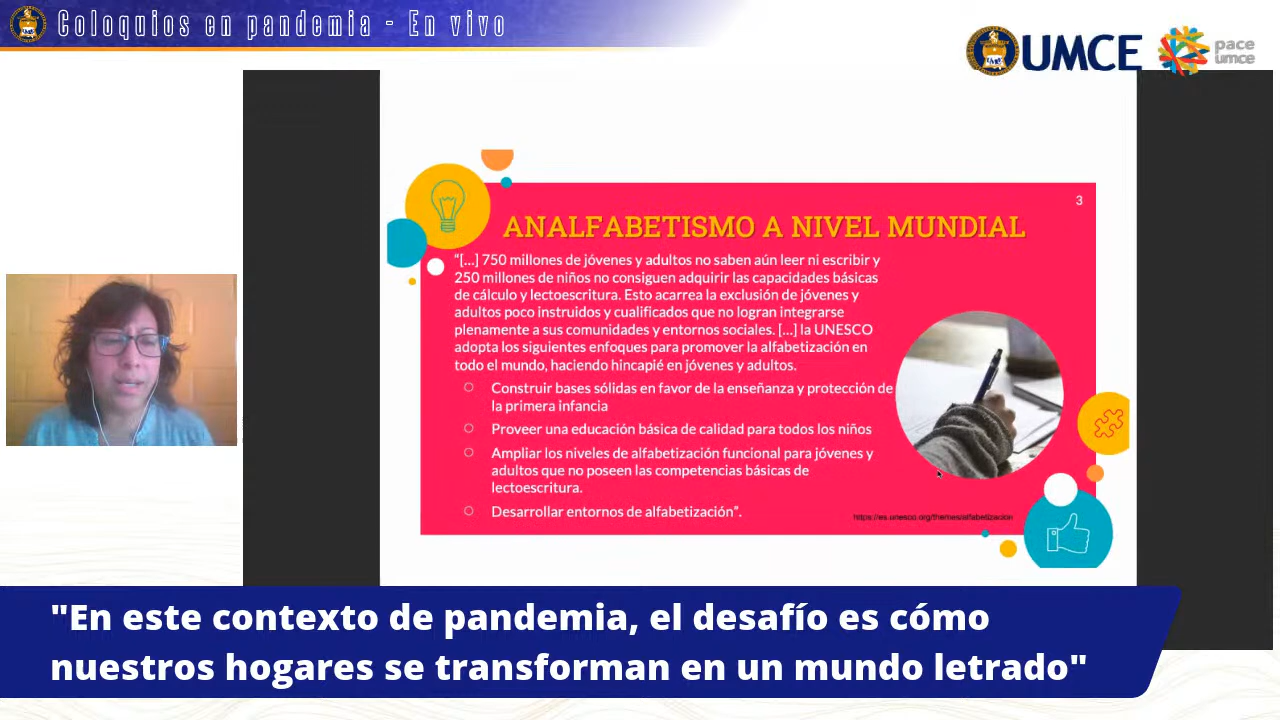 Coloquios en pandemia - En vivo
UMCE
pace
umce
3
ANALFABETISMO A NIVEL MUNDIAL
“[...] 750 millones de jóvenes y adultos no saben aún leer ni escribir y
250 millones de niños no consiguen adquirir las capacidades básicas
de cálculo y lectoescritura. Esto acarrea la exclusión de jóvenes y
adultos poco instruidos y cualificados que no logran integrarse
plenamente a sus comunidades y entornos sociales. [...] la UNESCO
adopta los siguientes enfoques para promover la alfabetización en
todo el mundo, haciendo hincapié en jóvenes y adultos.
Construir bases sólidas en favor de la enseñanza y protección de
la primera infancia
Proveer una educación básica de calidad para todos los niños
Ampliar los niveles de alfabetización funcional para jóvenes y
adultos que no poseen las competencias básicas de
lectoescritura.
Desarrollar entornos de alfabetización”.
https://es.unesco.org/themes/alfabetizacion
"En este contexto de pandemia, el desafío es cómo
nuestros hogares se transforman en un mundo letrado"